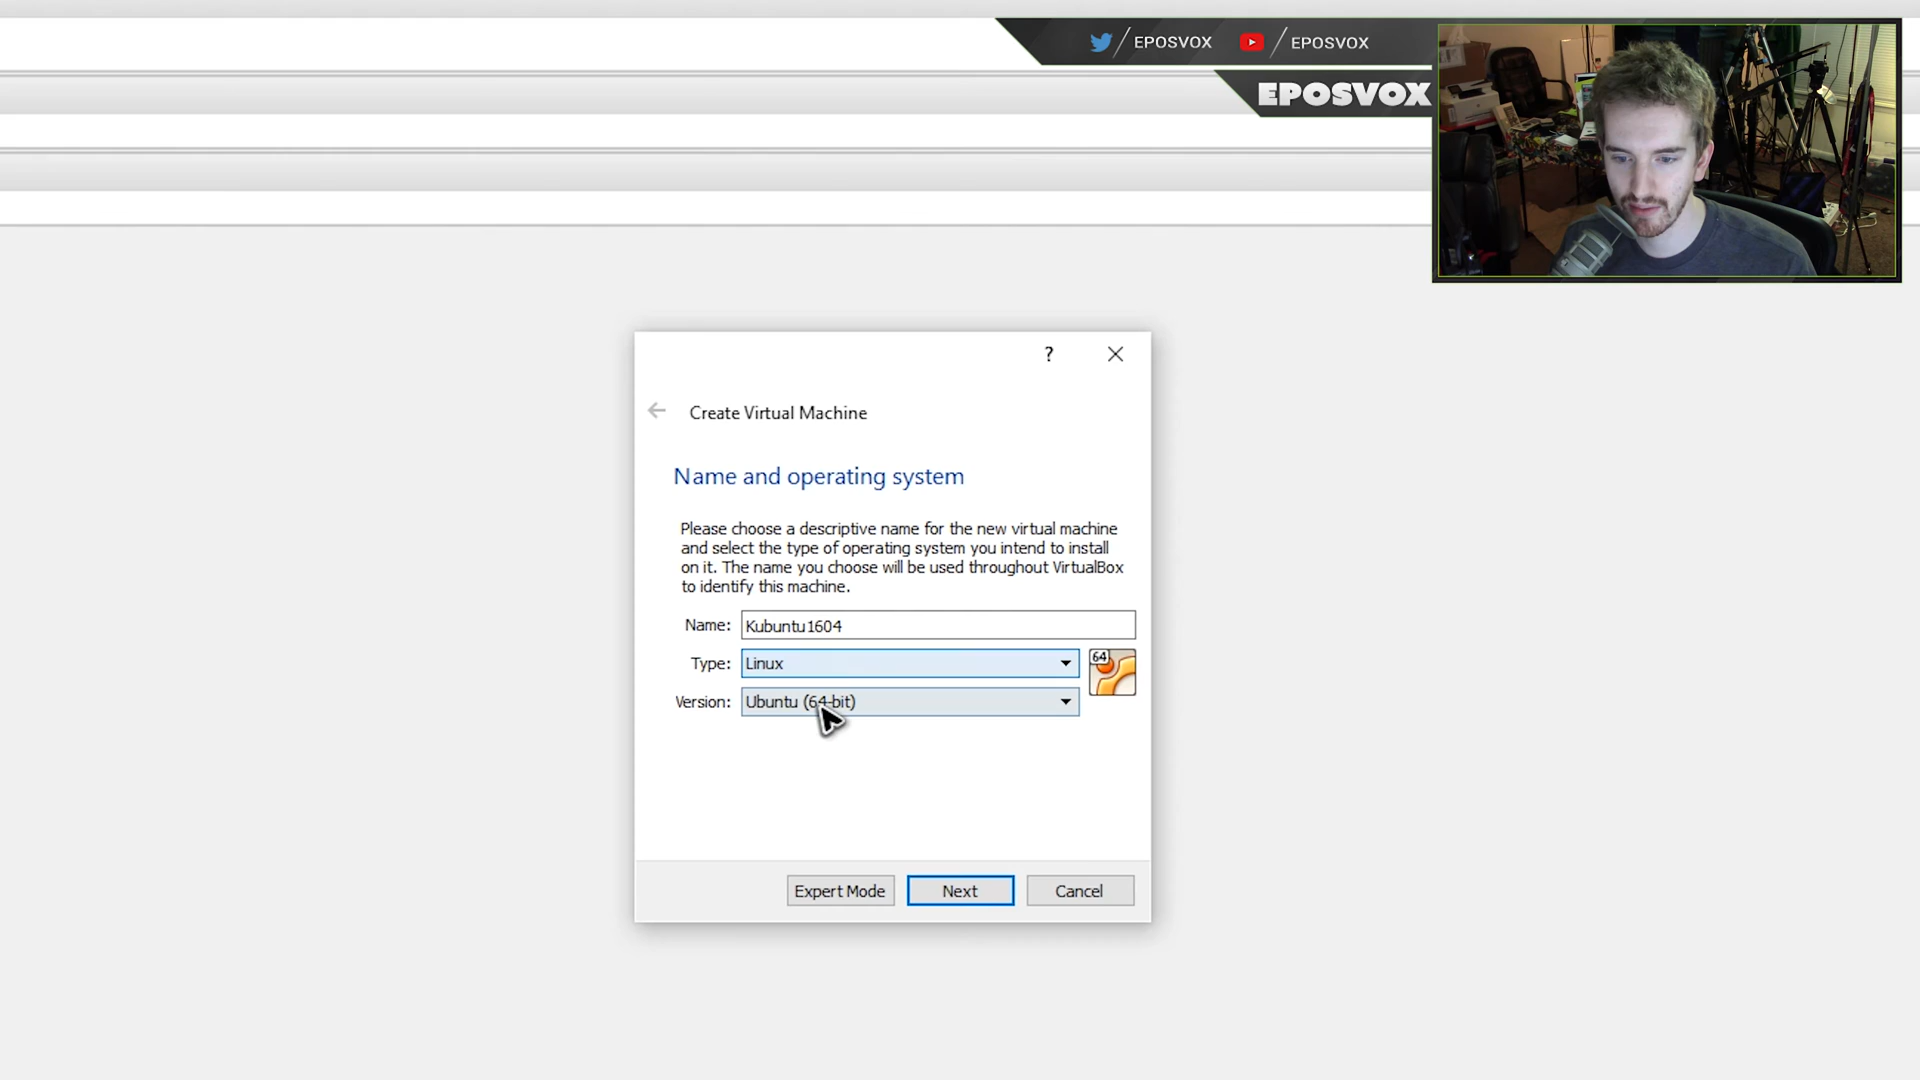 EPOSVOX
EPOSVOX
EPOSVOX
?
Create Virtual Machine
Name and operating system
Please choose a descriptive name for the new virtual machine
and select the type of operating system you intend to install
on it. The name you choose will be used throughout VirtualBox
to identify this machine.
Name: Kubuntu1604
Type: Linux
64
Version: Ubuntu (64-bit)
Expert Mode Next Cancel